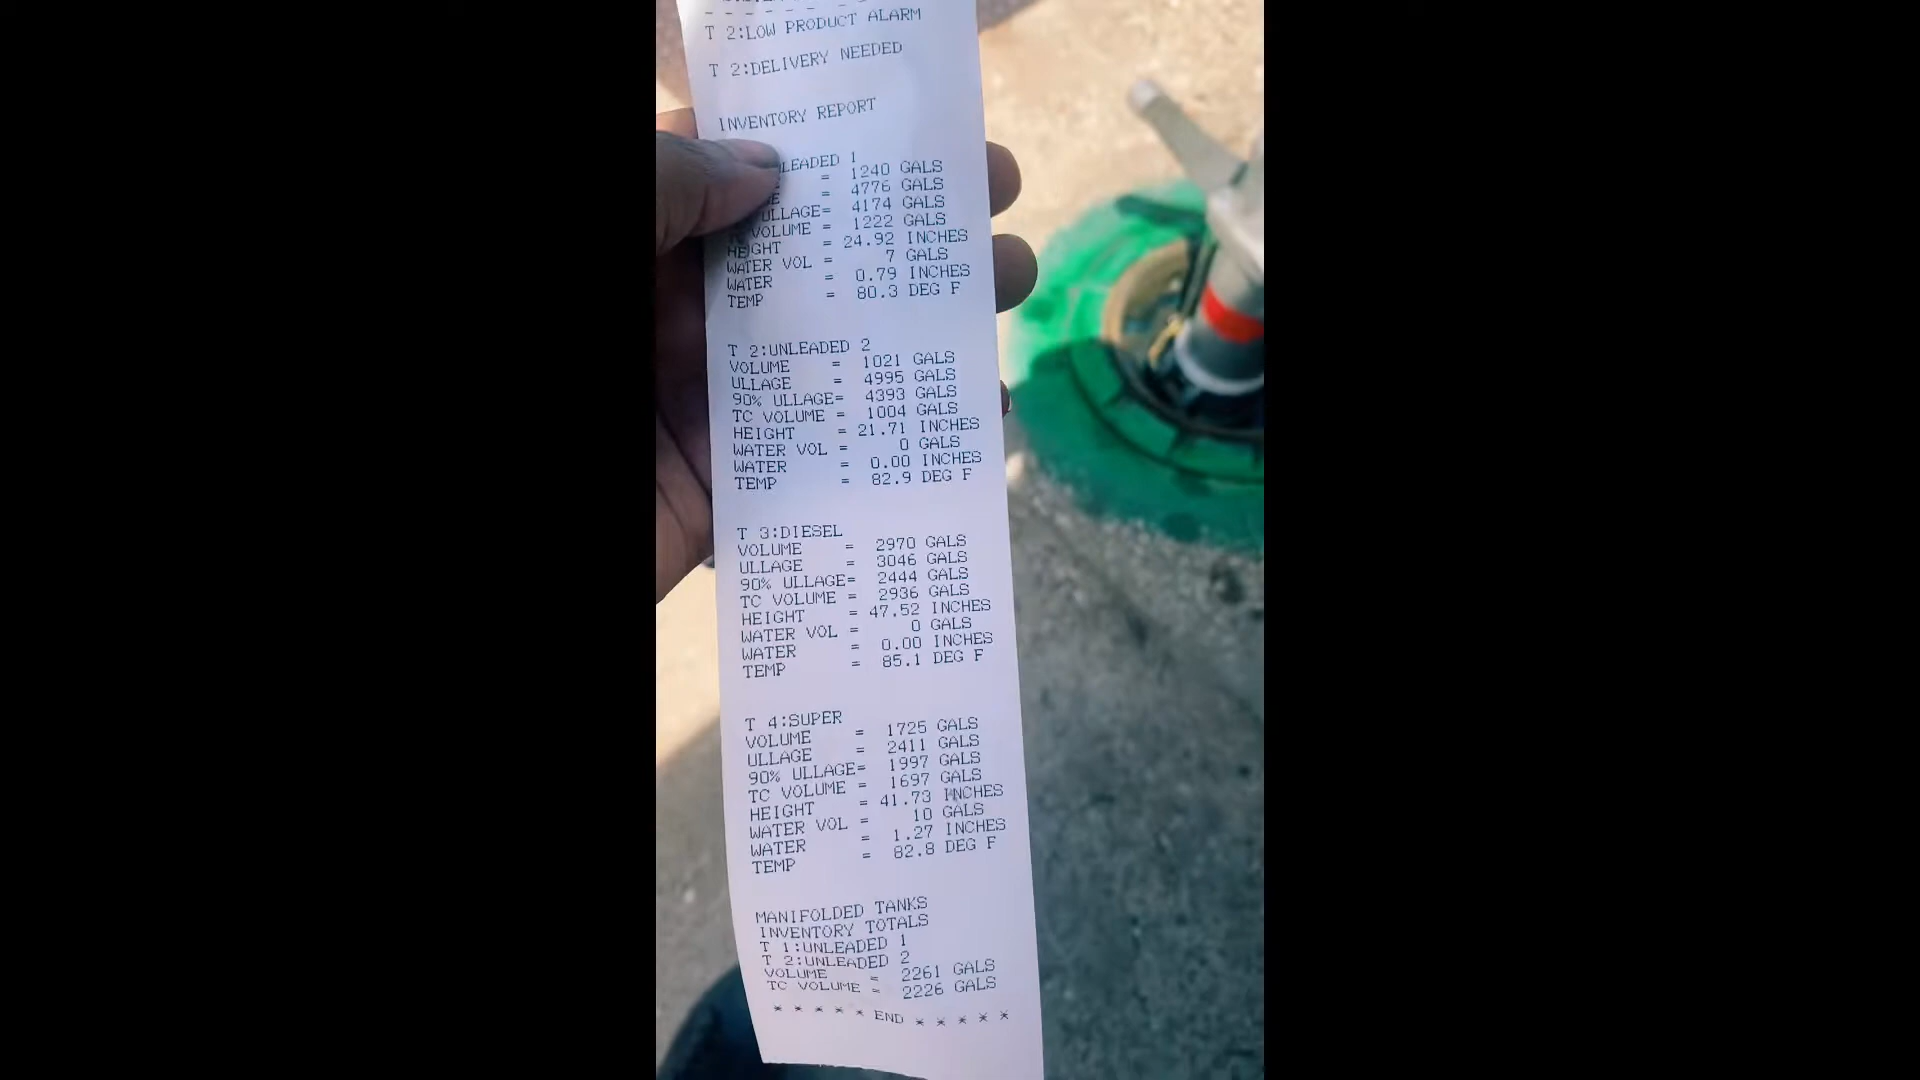 T 2:LOW PRODUCT ALARM
T 2:DELIVERY NEEDED
INVENTORY REPORT
LEADED 1
= 1240 GALS
= 4776 GALS
ULLAGE= 4174 GALS
TC VOLUME = 1222 GALS
HEIGHT = 24.92 INCHES
WATER VOL = 7 GALS
WATER = 0.79 INCHES
TEMP = 80.3 DEG F
T 2:UNLEADED 2
VOLUME = 1021 GALS
ULLAGE = 4995 GALS
90% ULLAGE= 4393 GALS
TC VOLUME = 1004 GALS
HEIGHT = 21.71 INCHES
WATER VOL = 0 GALS
WATER = 0.00 INCHES
TEMP = 82.9 DEG F
T 3:DIESEL
VOLUME = 2970 GALS
ULLAGE = 3046 GALS
90% ULLAGE= 2444 GALS
TC VOLUME = 2936 GALS
HEIGHT = 47.52 INCHES
WATER VOL = 0 GALS
WATER = 0.00 INCHES
TEMP = 85.1 DEG F
T 4:SUPER
VOLUME = 1725 GALS
ULLAGE = 2411 GALS
90% ULLAGE= 1997 GALS
TC VOLUME = 1697 GALS
HEIGHT = 41.73 INCHES
WATER VOL = 10 GALS
WATER = 1.27 INCHES
TEMP = 82.8 DEG F
MANIFOLDED TANKS
INVENTORY TOTALS
T 1:UNLEADED 1
T 2:UNLEADED 2
VOLUME = 2261 GALS
TC VOLUME = 2226 GALS
* * * * * END * * * * *